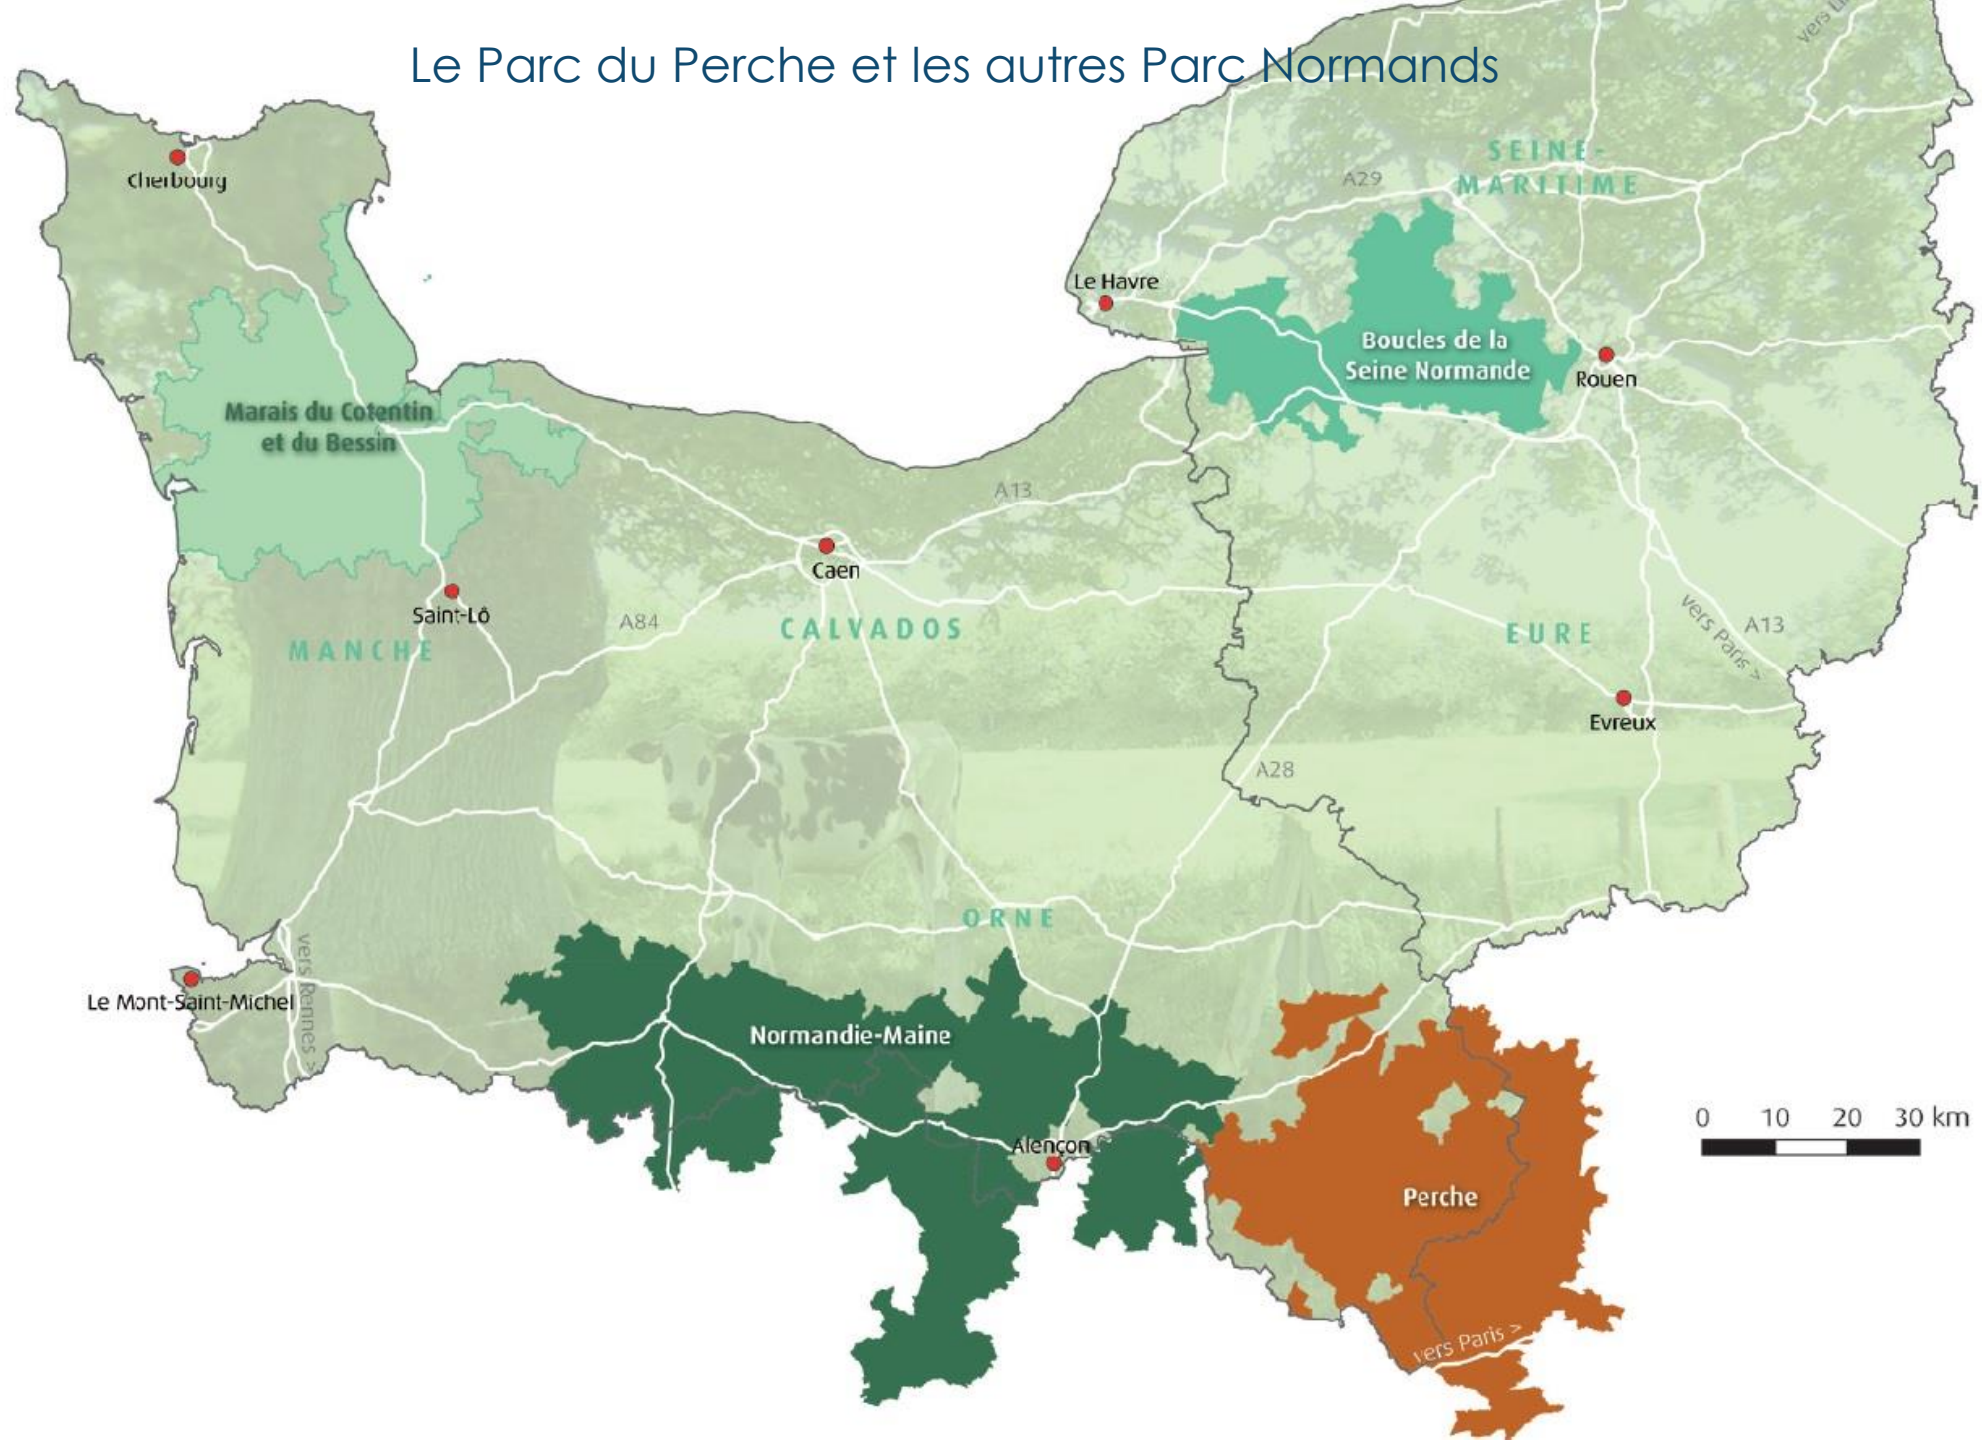 Le Parc du Perche et les autres Parc Normands
Cherbourg
SEINE-
MARITIME
A29
Le Havre
Boucles de la
Seine Normande
Rouen
Marais du Cotentin
et du Bessin
A13
Caen
Saint-Lô
A84
CALVADOS
MANCHE
EURE
vers Paris >
A13
Evreux
A28
ORNE
vers Rennes >
Le Mont-Saint-Michel
Normandie-Maine
Alençon
0 10 20 30 km
Perche
vers Paris >